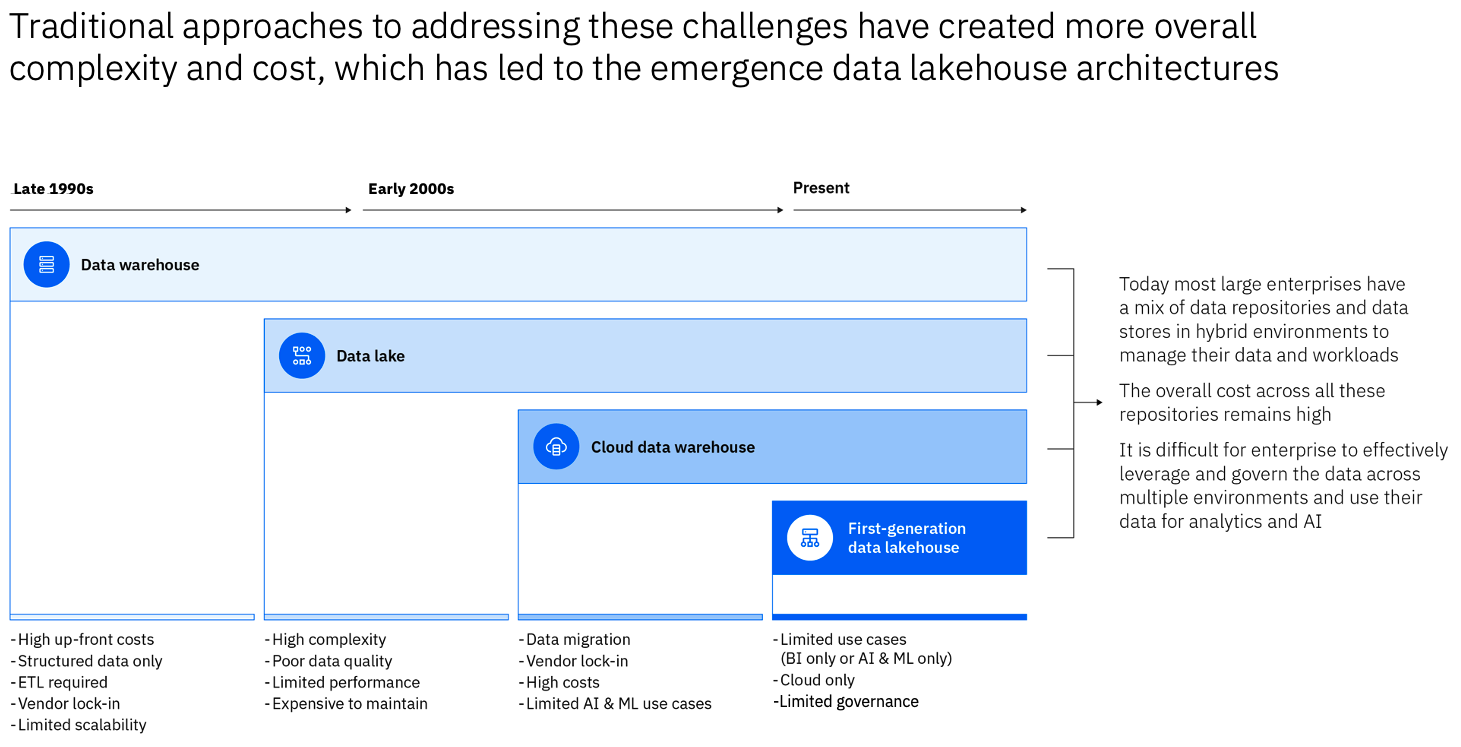 Traditional approaches to addressing these challenges have created more overall
complexity and cost, which has led to the emergence data lakehouse architectures
Late 1990s
Early 2000s
Present
Data warehouse
Data lake
Cloud data warehouse
First-generation
data lakehouse
Today most large enterprises have
a mix of data repositories and data
stores in hybrid environments to
manage their data and workloads
The overall cost across all these
repositories remains high
It is difficult for enterprise to effectively
leverage and govern the data across
multiple environments and use their
data for analytics and AI
-High up-front costs
-Structured data only
-ETL required
-Vendor lock-in
-Limited scalability
-High complexity
-Poor data quality
-Limited performance
-Expensive to maintain
-Data migration
-Vendor lock-in
-High costs
-Limited AI & ML use cases
-Limited use cases
(BI only or AI & ML only)
-Cloud only
-Limited governance